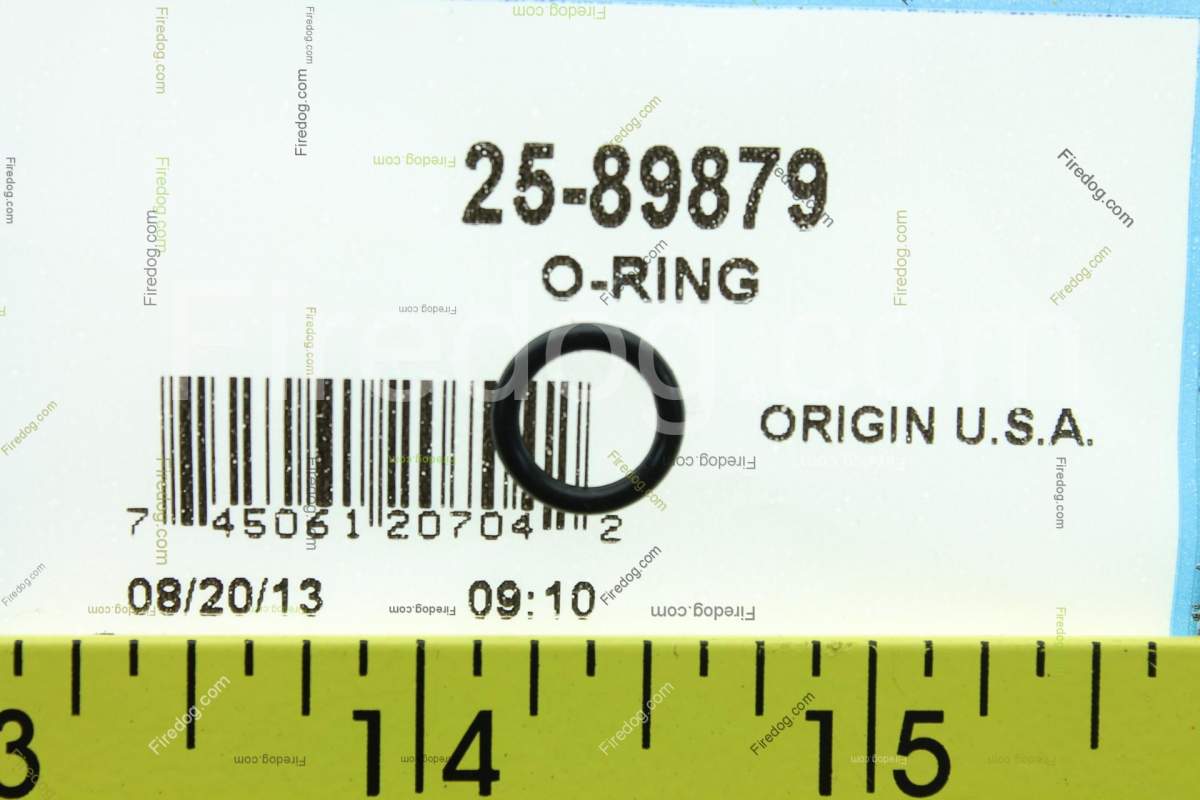 25-89879
O-RING
ORIGIN U.S.A.
7 45061 20704 2
08/20/13 09:10
3 14 15
Firedog.com